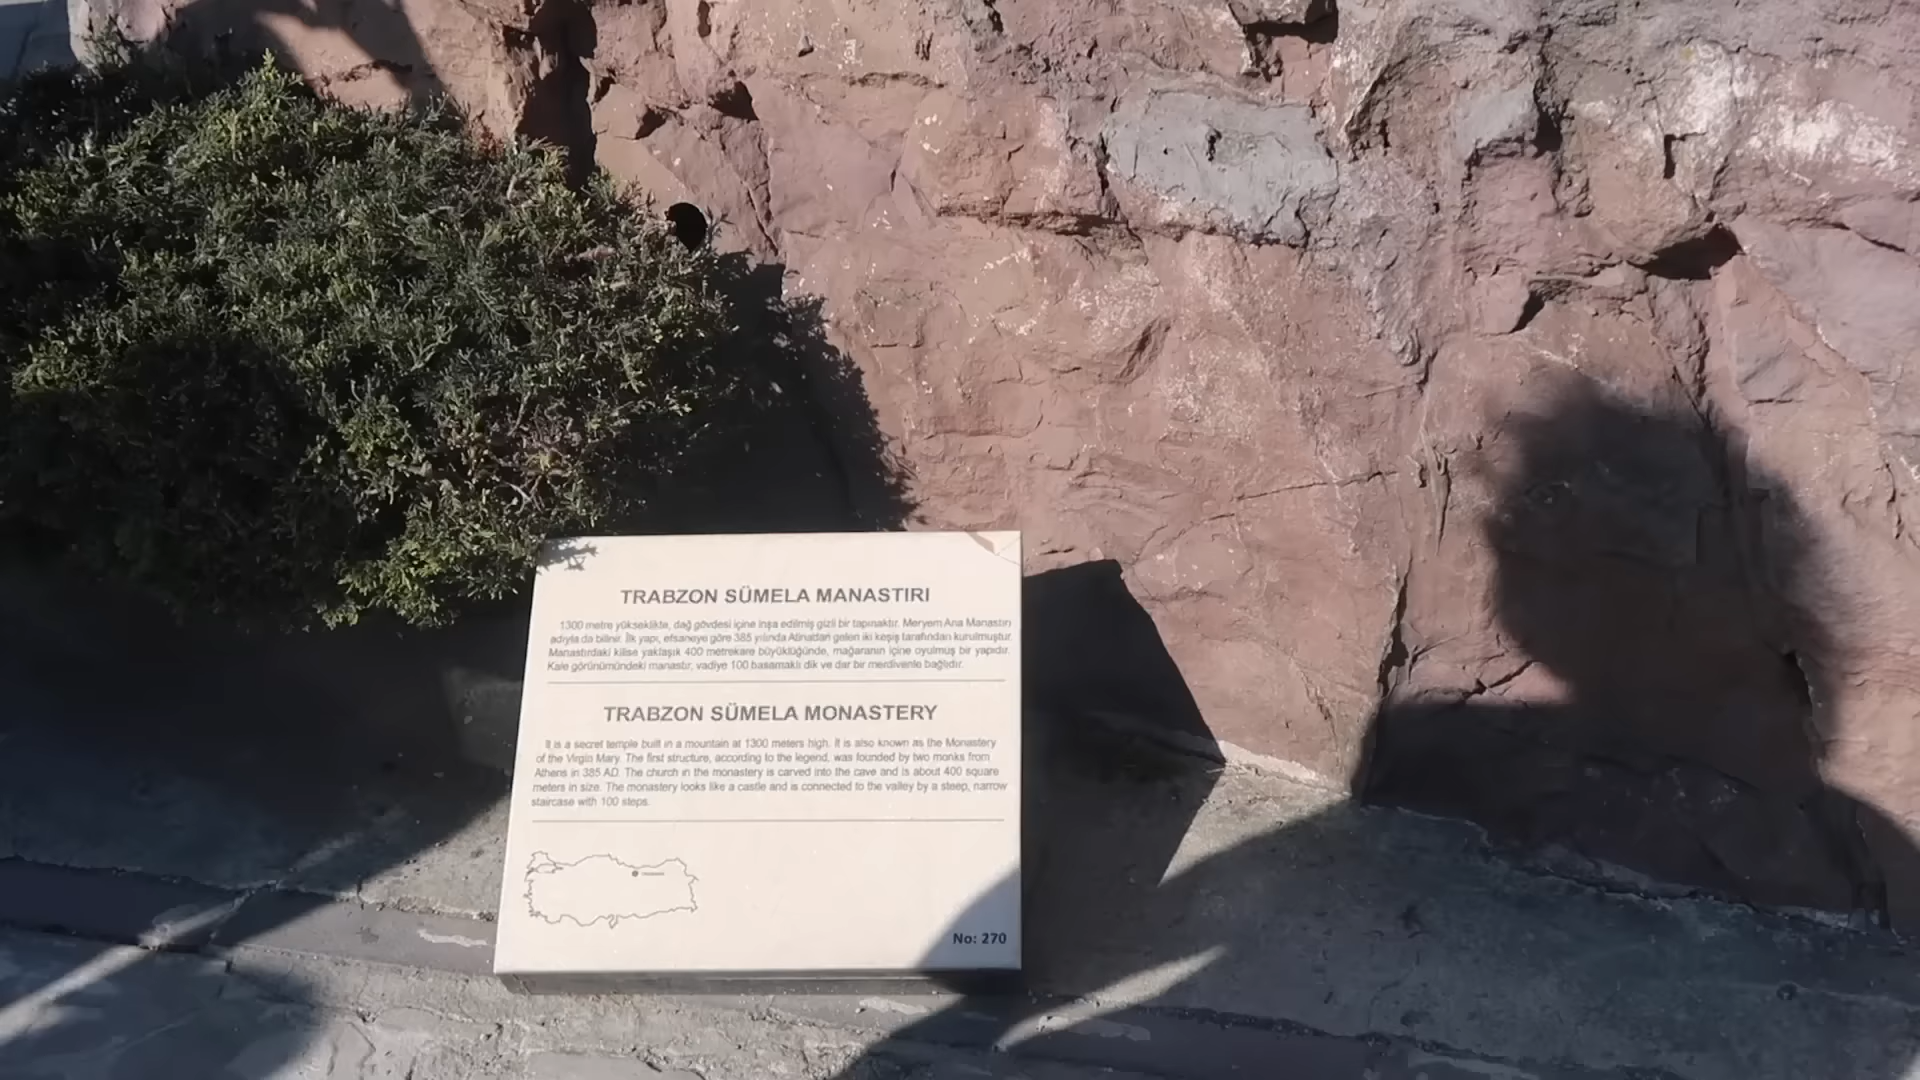 TRABZON SÜMELA MANASTIRI
1300 metre yükseklikte, dağ gövdesi içine inşa edilmiş gizli bir tapınaktır. Meryem Ana Manastırı
adıyla da bilinir. İlk yapı, efsaneye göre 385 yılında Atina'dan gelen iki keşiş tarafından kurulmuştur.
Manastırdaki kilise yaklaşık 400 metrekare büyüklüğünde, mağaranın içine oyulmuş bir yapıdır.
Kale görünümündeki manastır, vadiye 100 basamaklı dik ve dar bir merdivenle bağlıdır.
TRABZON SÜMELA MONASTERY
It is a secret temple built in a mountain at 1300 meters high. It is also known as the Monastery
of the Virgin Mary. The first structure, according to the legend, was founded by two monks from
Athens in 385 AD. The church in the monastery is carved into the cave and is about 400 square
meters in size. The monastery looks like a castle and is connected to the valley by a steep, narrow
staircase with 100 steps.
No: 270